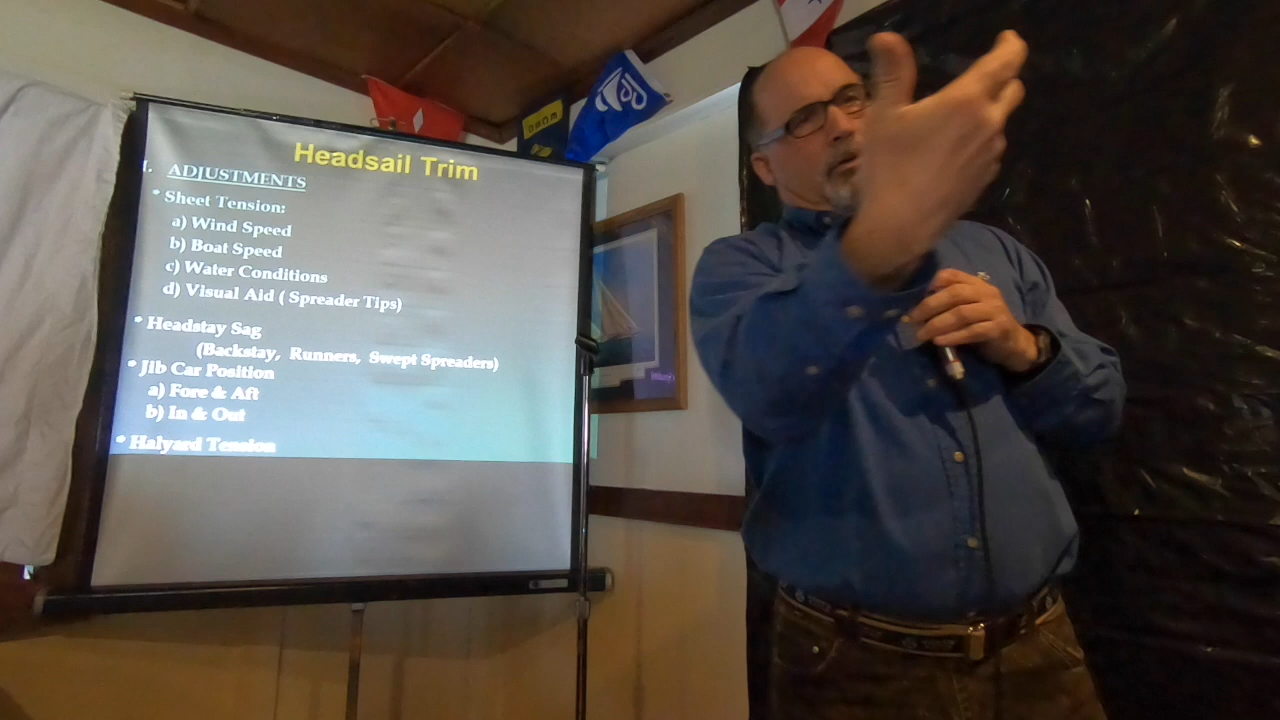 Headsail Trim
I. ADJUSTMENTS
* Sheet Tension:
a) Wind Speed
b) Boat Speed
c) Water Conditions
d) Visual Aid ( Spreader Tips)
* Headstay Sag
(Backstay, Runners, Swept Spreaders)
* Jib Car Position
a) Fore & Aft
b) In & Out
* Halyard Tension